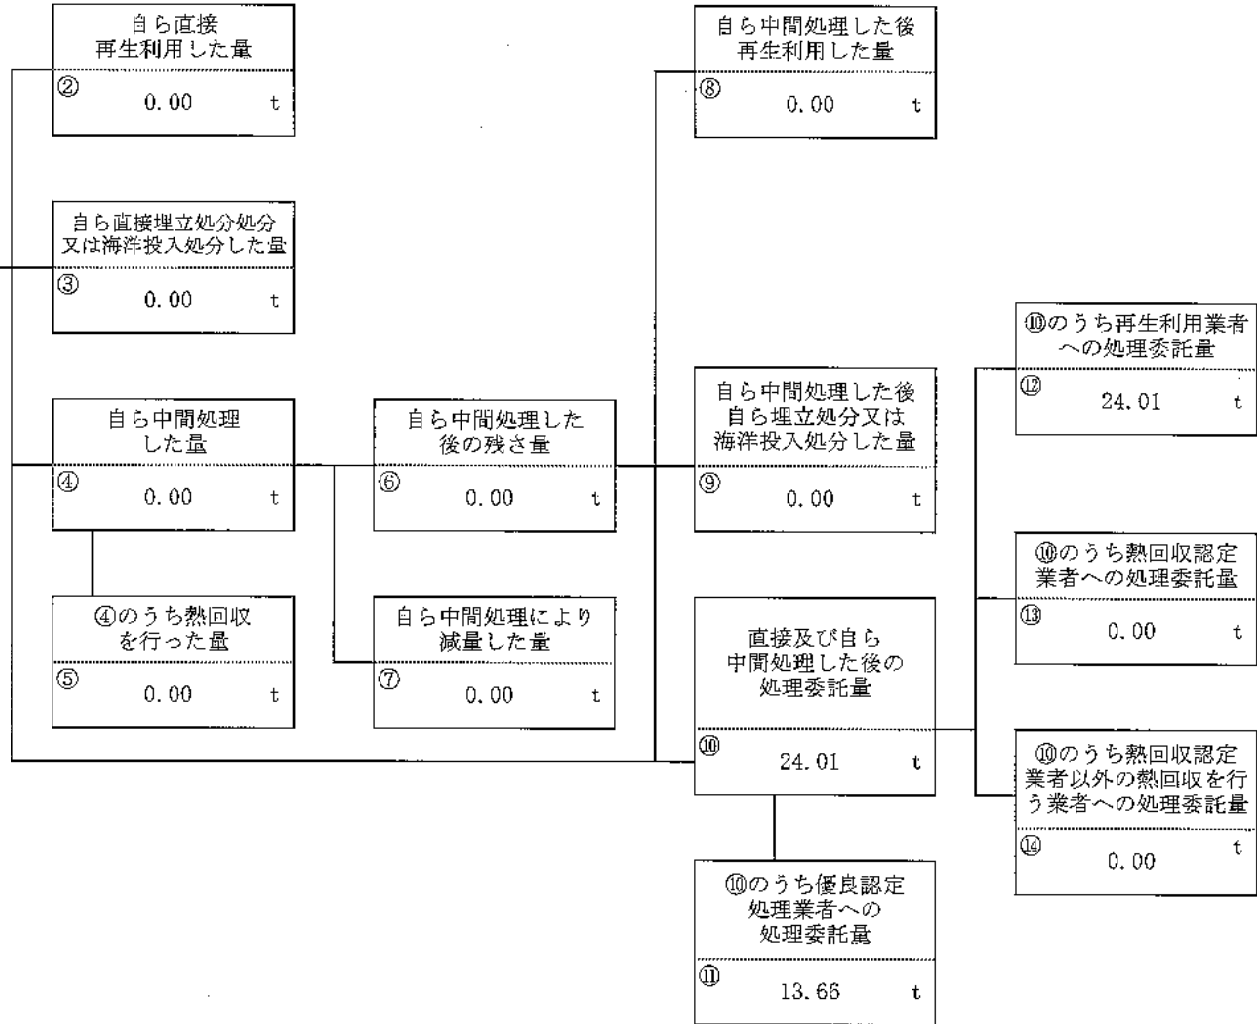 自ら直接
再生利用した量
② 0.00 t
自ら直接埋立処分処分
又は海洋投入処分した量
③ 0.00 t
自ら中間処理
した量
④ 0.00 t
④のうち熱回収
を行った量
⑤ 0.00 t
自ら中間処理した
後の残さ量
⑥ 0.00 t
自ら中間処理により
減量した量
⑦ 0.00 t
自ら中間処理した後
再生利用した量
⑧ 0.00 t
自ら中間処理した後
自ら埋立処分又は
海洋投入処分した量
⑨ 0.00 t
直接及び自ら
中間処理した後の
処理委託量
⑩ 24.01 t
⑩のうち優良認定
処理業者への
処理委託量
⑪ 13.66 t
⑩のうち再生利用業者
への処理委託量
⑫ 24.01 t
⑩のうち熱回収認定
業者への処理委託量
⑬ 0.00 t
⑩のうち熱回収認定
業者以外の熱回収を行
う業者への処理委託量
⑭ 0.00 t